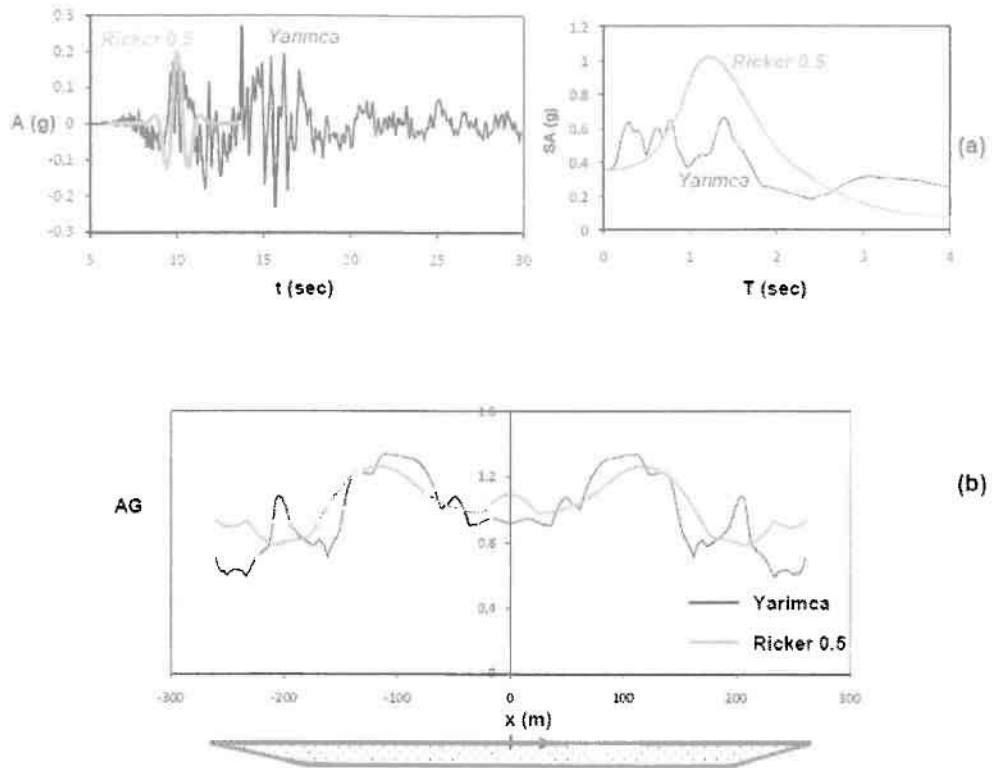 0.3
0.2
0.1
0
-0.1
-0.2
-0.3
A (g)
Ricker 0.5
Yarimca
5 10 15 20 25 30
t (sec)
1.4
1.2
1
0.8
0.6
0.4
0.2
0
SA (g)
Ricker 0.5
Yarimca
0 1 2 3 4
T (sec)
(a)
1.6
1.2
0.8
0.4
0
AG
(b)
Yarimca
Ricker 0.5
-300 -200 -100 0 100 200 300
x (m)